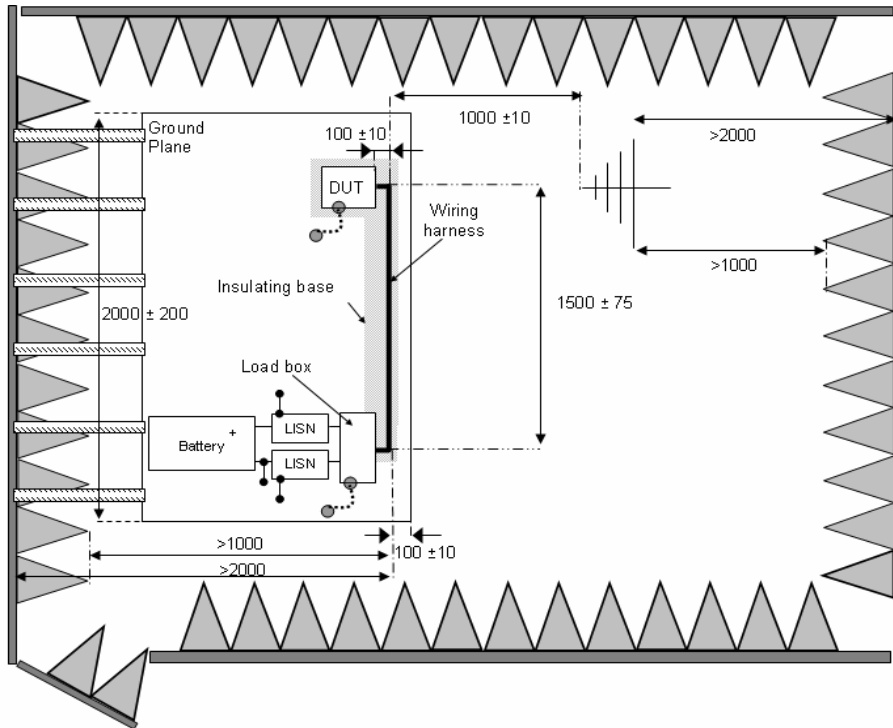 1000 ±10
Ground
Plane
100 ±10
>2000
DUT
Wiring
harness
>1000
Insulating base
2000 ± 200
1500 ± 75
Load box
Battery
+
LISN
LISN
>1000
100 ±10
>2000